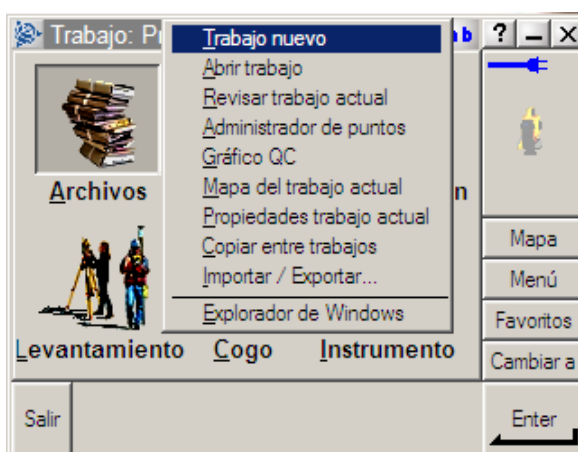 Trabajo: P
? _ X
Trabajo nuevo
Abrir trabajo
Revisar trabajo actual
Administrador de puntos
Gráfico QC
Mapa del trabajo actual
Propiedades trabajo actual
Copiar entre trabajos
Importar / Exportar...
Explorador de Windows
Archivos
n
Levantamiento Cogo Instrumento
Mapa
Menú
Favoritos
Cambiar a
Salir
Enter